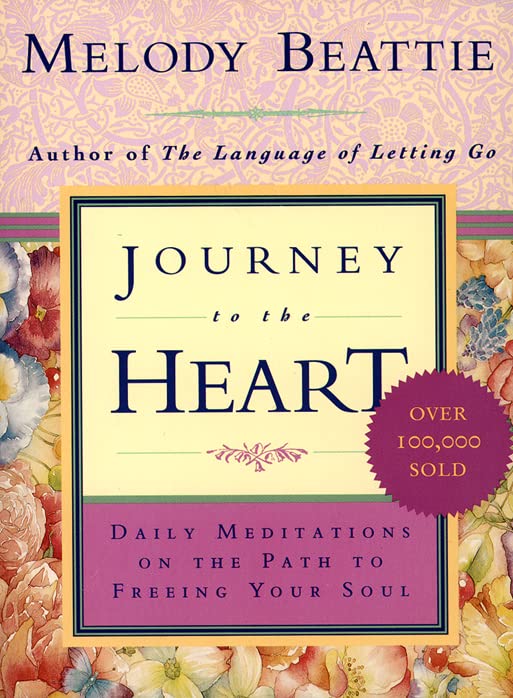 MELODY BEATTIE
Author of The Language of Letting Go
JOURNEY
to the
HEART
OVER
100,000
SOLD
DAILY MEDITATIONS
ON THE PATH TO
FREEING YOUR SOUL